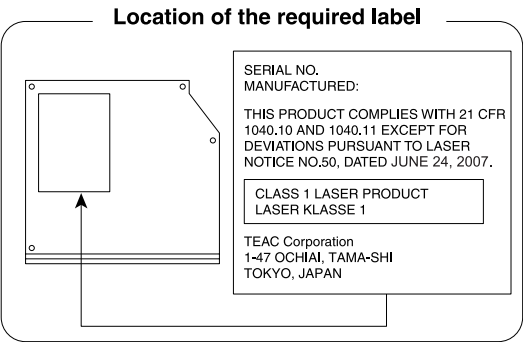 Location of the required label
SERIAL NO.
MANUFACTURED:
THIS PRODUCT COMPLIES WITH 21 CFR
1040.10 AND 1040.11 EXCEPT FOR
DEVIATIONS PURSUANT TO LASER
NOTICE NO.50, DATED JUNE 24, 2007.
CLASS 1 LASER PRODUCT
LASER KLASSE 1
TEAC Corporation
1-47 OCHIAI, TAMA-SHI
TOKYO, JAPAN